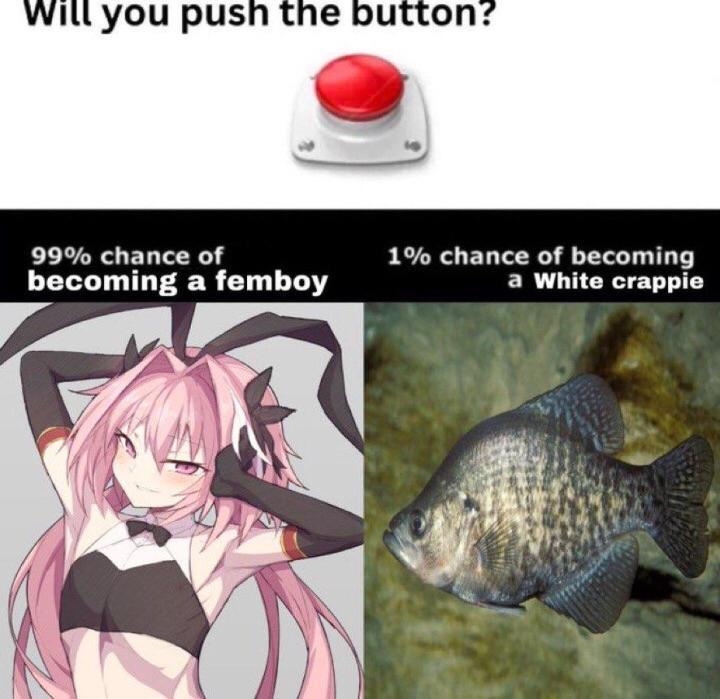 Will you push the button?
99% chance of
becoming a femboy
1% chance of becoming
a White crappie